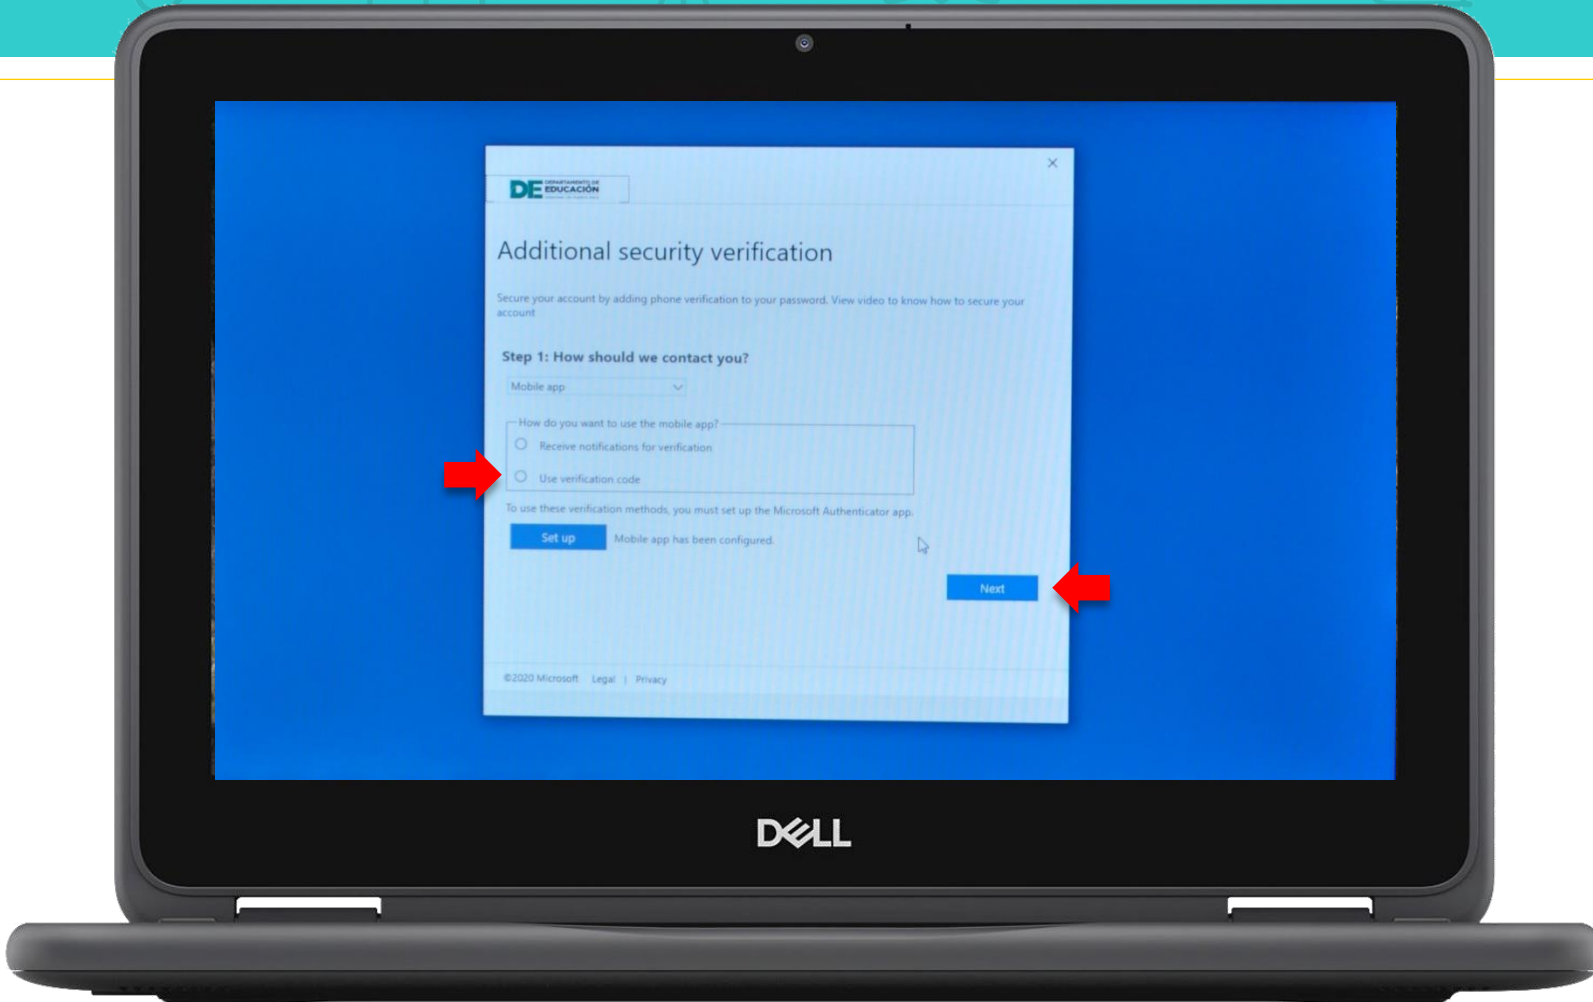 DE DEPARTAMENTO DE
EDUCACIÓN
Additional security verification
Secure your account by adding phone verification to your password. View video to know how to secure your
account
Step 1: How should we contact you?
Mobile app
How do you want to use the mobile app?
Receive notifications for verification
Use verification code
To use these verification methods, you must set up the Microsoft Authenticator app.
Set up Mobile app has been configured.
Next
©2020 Microsoft Legal | Privacy
DELL